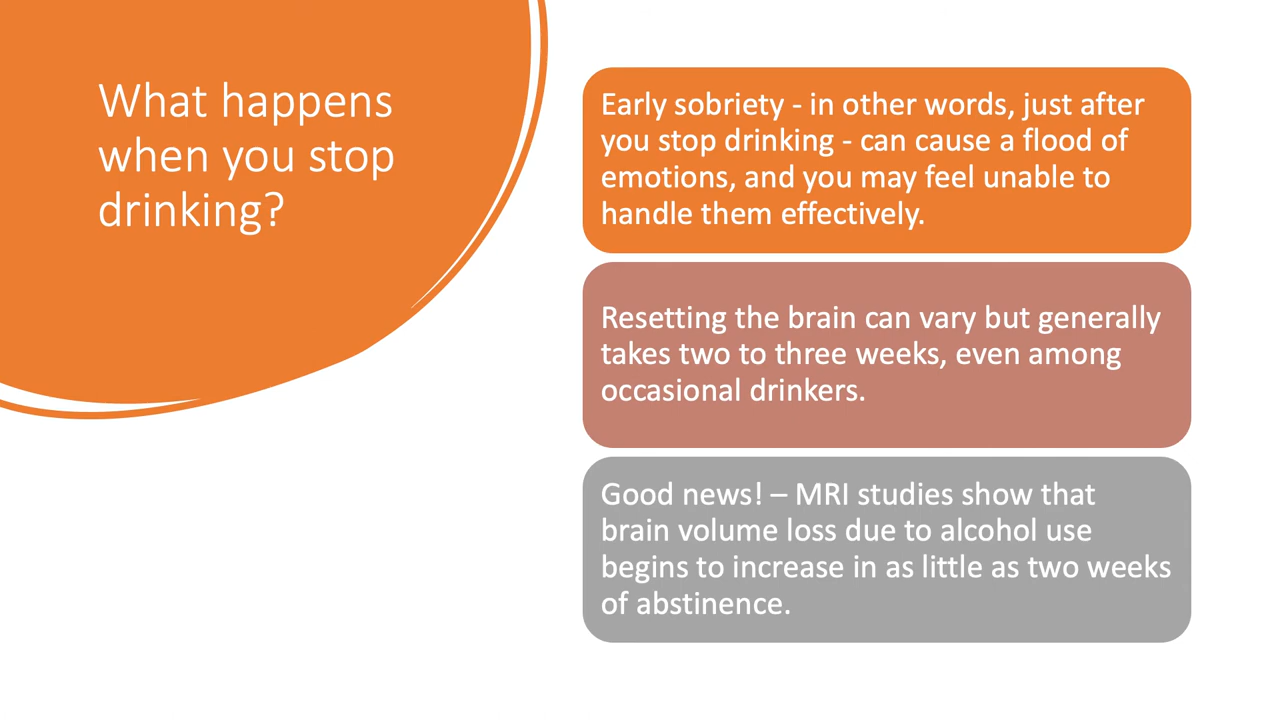 What happens
when you stop
drinking?
Early sobriety - in other words, just after
you stop drinking - can cause a flood of
emotions, and you may feel unable to
handle them effectively.
Resetting the brain can vary but generally
takes two to three weeks, even among
occasional drinkers.
Good news! – MRI studies show that
brain volume loss due to alcohol use
begins to increase in as little as two weeks
of abstinence.